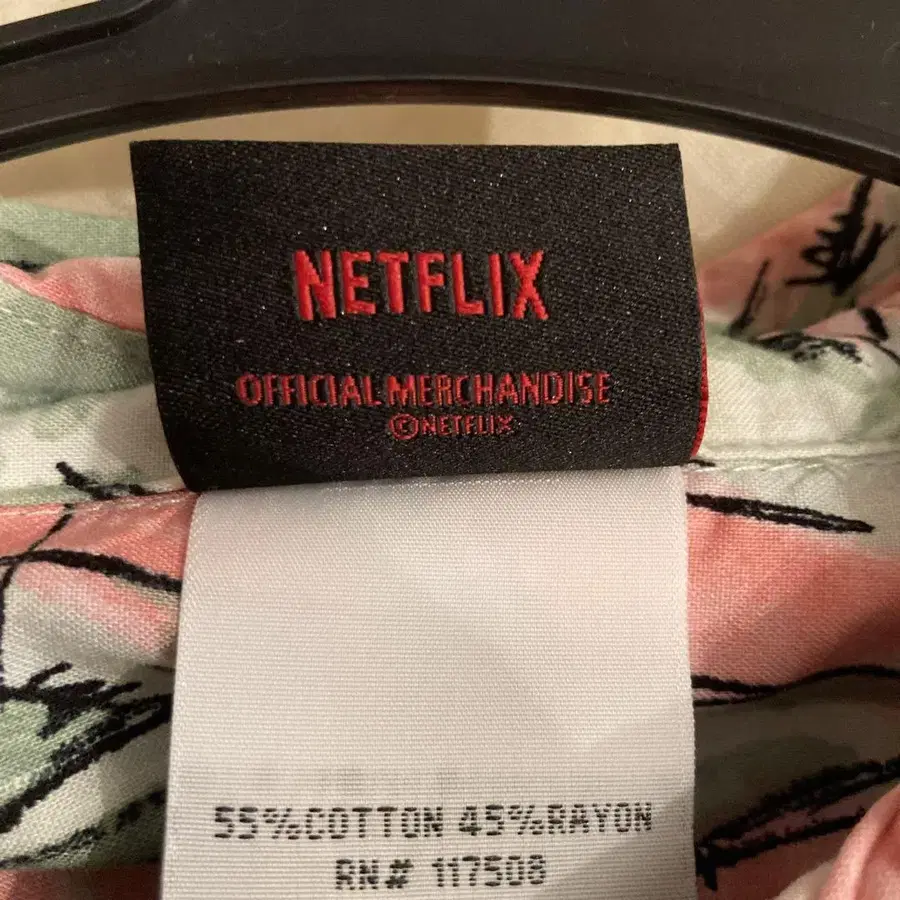 NETFLIX
OFFICIAL MERCHANDISE
©NETFLIX
55%COTTON 45%RAYON
RN# 117508